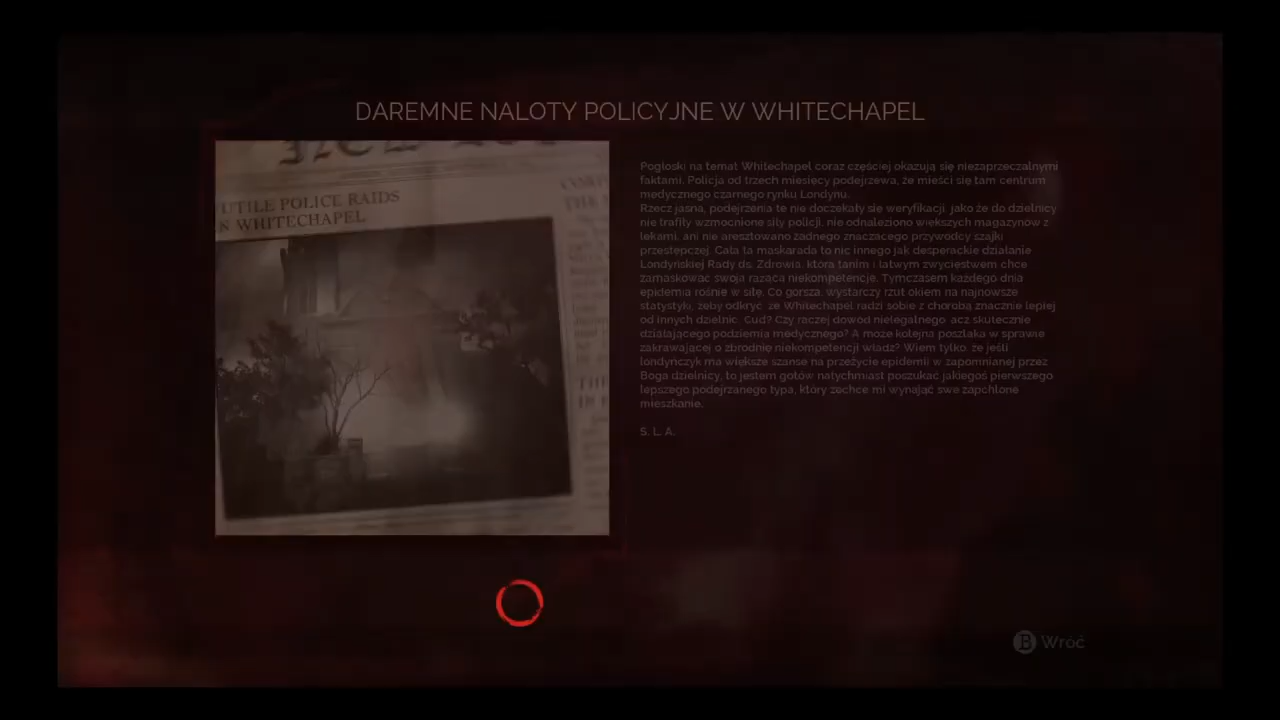 DAREMNE NALOTY POLICYJNE W WHITECHAPEL
UTILE POLICE RAIDS
N WHITECHAPEL
Pogłoski na temat Whitechapel coraz częściej okazują się niezaprzeczalnymi
faktami. Policja od trzech miesięcy podejrzewa, że mieści się tam centrum
medycznego czarnego rynku Londynu.
Rzecz jasna, podejrzenia te nie doczekały się weryfikacji, jako że do dzielnicy
nie trafiły wzmocnione siły policji, nie odnaleziono większych magazynów z
lekami, ani nie aresztowano żadnego znaczącego przywódcy szajki
przestępczej. Cała ta maskarada to nic innego jak desperackie działanie
Londyńskiej Rady ds. Zdrowia, która tanim i łatwym zwycięstwem chce
zamaskować swoją rażącą niekompetencję. Tymczasem każdego dnia
epidemia rośnie w siłę. Co gorsza, wystarczy rzut okiem na najnowsze
statystyki, żeby odkryć, że Whitechapel radzi sobie z chorobą znacznie lepiej
od innych dzielnic. Cud? Czy raczej dowód nielegalnego, acz skutecznie
działającego podziemia medycznego? A może kolejna poszlaka w sprawie
zakrawającej o zbrodnię niekompetencji władz? Wiem tylko, że jeśli
londyńczyk ma większe szanse na przeżycie epidemii w zapomnianej przez
Boga dzielnicy, to jestem gotów natychmiast poszukać jakiegoś pierwszego
lepszego podejrzanego typa, który zechce mi wynająć swe zapchlone
mieszkanie.
S. L. A.
B Wróć